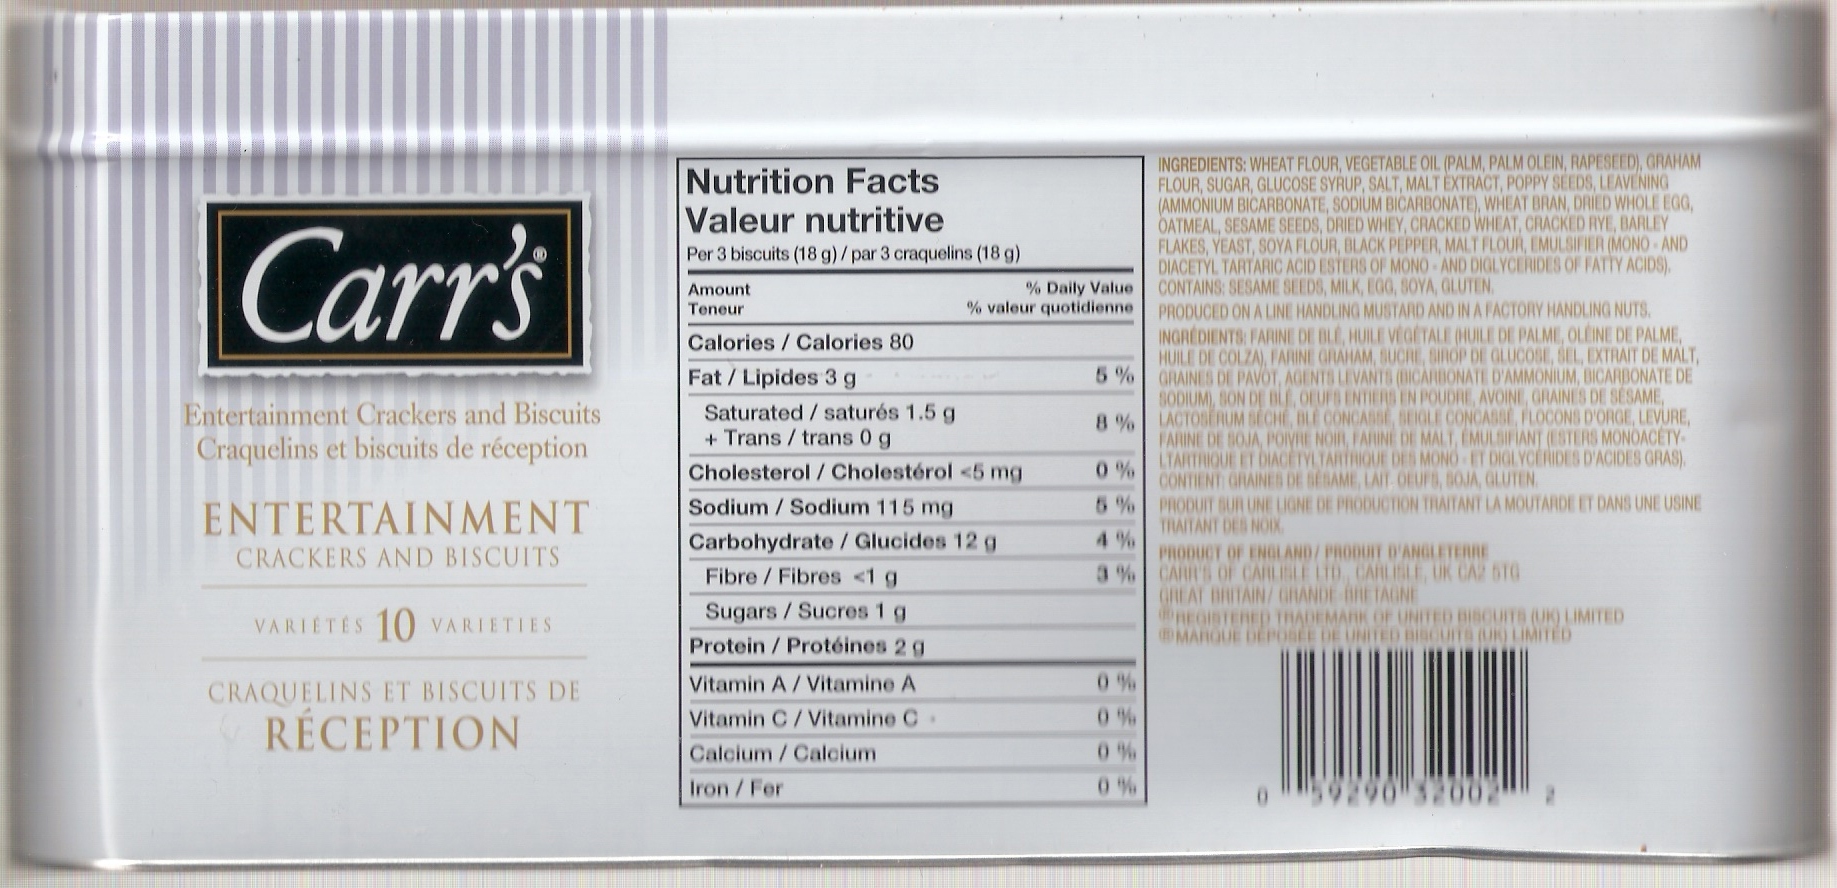 Carr's®
Entertainment Crackers and Biscuits
Craquelins et biscuits de réception
ENTERTAINMENT
CRACKERS AND BISCUITS
VARIÉTÉS 10 VARIETIES
CRAQUELINS ET BISCUITS DE
RÉCEPTION
Nutrition Facts
Valeur nutritive
Per 3 biscuits (18 g) / par 3 craquelins (18 g)
Amount % Daily Value
Teneur % valeur quotidienne
Calories / Calories 80
Fat / Lipides 3 g 5 %
Saturated / saturés 1.5 g
+ Trans / trans 0 g 8 %
Cholesterol / Cholestérol <5 mg 0 %
Sodium / Sodium 115 mg 5 %
Carbohydrate / Glucides 12 g 4 %
Fibre / Fibres <1 g 3 %
Sugars / Sucres 1 g
Protein / Protéines 2 g
Vitamin A / Vitamine A 0 %
Vitamin C / Vitamine C 0 %
Calcium / Calcium 0 %
Iron / Fer 0 %
INGREDIENTS: WHEAT FLOUR, VEGETABLE OIL (PALM, PALM OLEIN, RAPESEED), GRAHAM
FLOUR, SUGAR, GLUCOSE SYRUP, SALT, MALT EXTRACT, POPPY SEEDS, LEAVENING
(AMMONIUM BICARBONATE, SODIUM BICARBONATE), WHEAT BRAN, DRIED WHOLE EGG,
OATMEAL, SESAME SEEDS, DRIED WHEY, CRACKED WHEAT, CRACKED RYE, BARLEY
FLAKES, YEAST, SOYA FLOUR, BLACK PEPPER, MALT FLOUR, EMULSIFIER (MONO - AND
DIACETYL TARTARIC ACID ESTERS OF MONO - AND DIGLYCERIDES OF FATTY ACIDS),
CONTAINS: SESAME SEEDS, MILK, EGG, SOYA, GLUTEN.
PRODUCED ON A LINE HANDLING MUSTARD AND IN A FACTORY HANDLING NUTS.
INGRÉDIENTS: FARINE DE BLÉ, HUILE VÉGÉTALE (HUILE DE PALME, OLÉINE DE PALME,
HUILE DE COLZA), FARINE GRAHAM, SUCRE, SIROP DE GLUCOSE, SEL, EXTRAIT DE MALT,
GRAINES DE PAVOT, AGENTS LEVANTS (BICARBONATE D'AMMONIUM, BICARBONATE DE
SODIUM), SON DE BLÉ, OEUFS ENTIERS EN POUDRE, AVOINE, GRAINES DE SÉSAME,
LACTOSÉRUM SÉCHÉ, BLÉ CONCASSÉ, SEIGLE CONCASSÉ, FLOCONS D'ORGE, LEVURE,
FARINE DE SOJA, POIVRE NOIR, FARINE DE MALT, ÉMULSIFIANT (ESTERS MONOACÉTY-
LTARTRIQUE ET DIACÉTYLTARTRIQUE DES MONO - ET DIGLYCÉRIDES D'ACIDES GRAS).
CONTIENT: GRAINES DE SÉSAME, LAIT, OEUFS, SOJA, GLUTEN.
PRODUIT SUR UNE LIGNE DE PRODUCTION TRAITANT LA MOUTARDE ET DANS UNE USINE
TRAITANT DES NOIX.
PRODUCT OF ENGLAND/ PRODUIT D'ANGLETERRE
CARR'S OF CARLISLE LTD., CARLISLE, UK CA2 5TG
GREAT BRITAIN/ GRANDE-BRETAGNE
®REGISTERED TRADEMARK OF UNITED BISCUITS (UK) LIMITED
®MARQUE DÉPOSÉE DE UNITED BISCUITS (UK) LIMITED
0 59290 32002 2